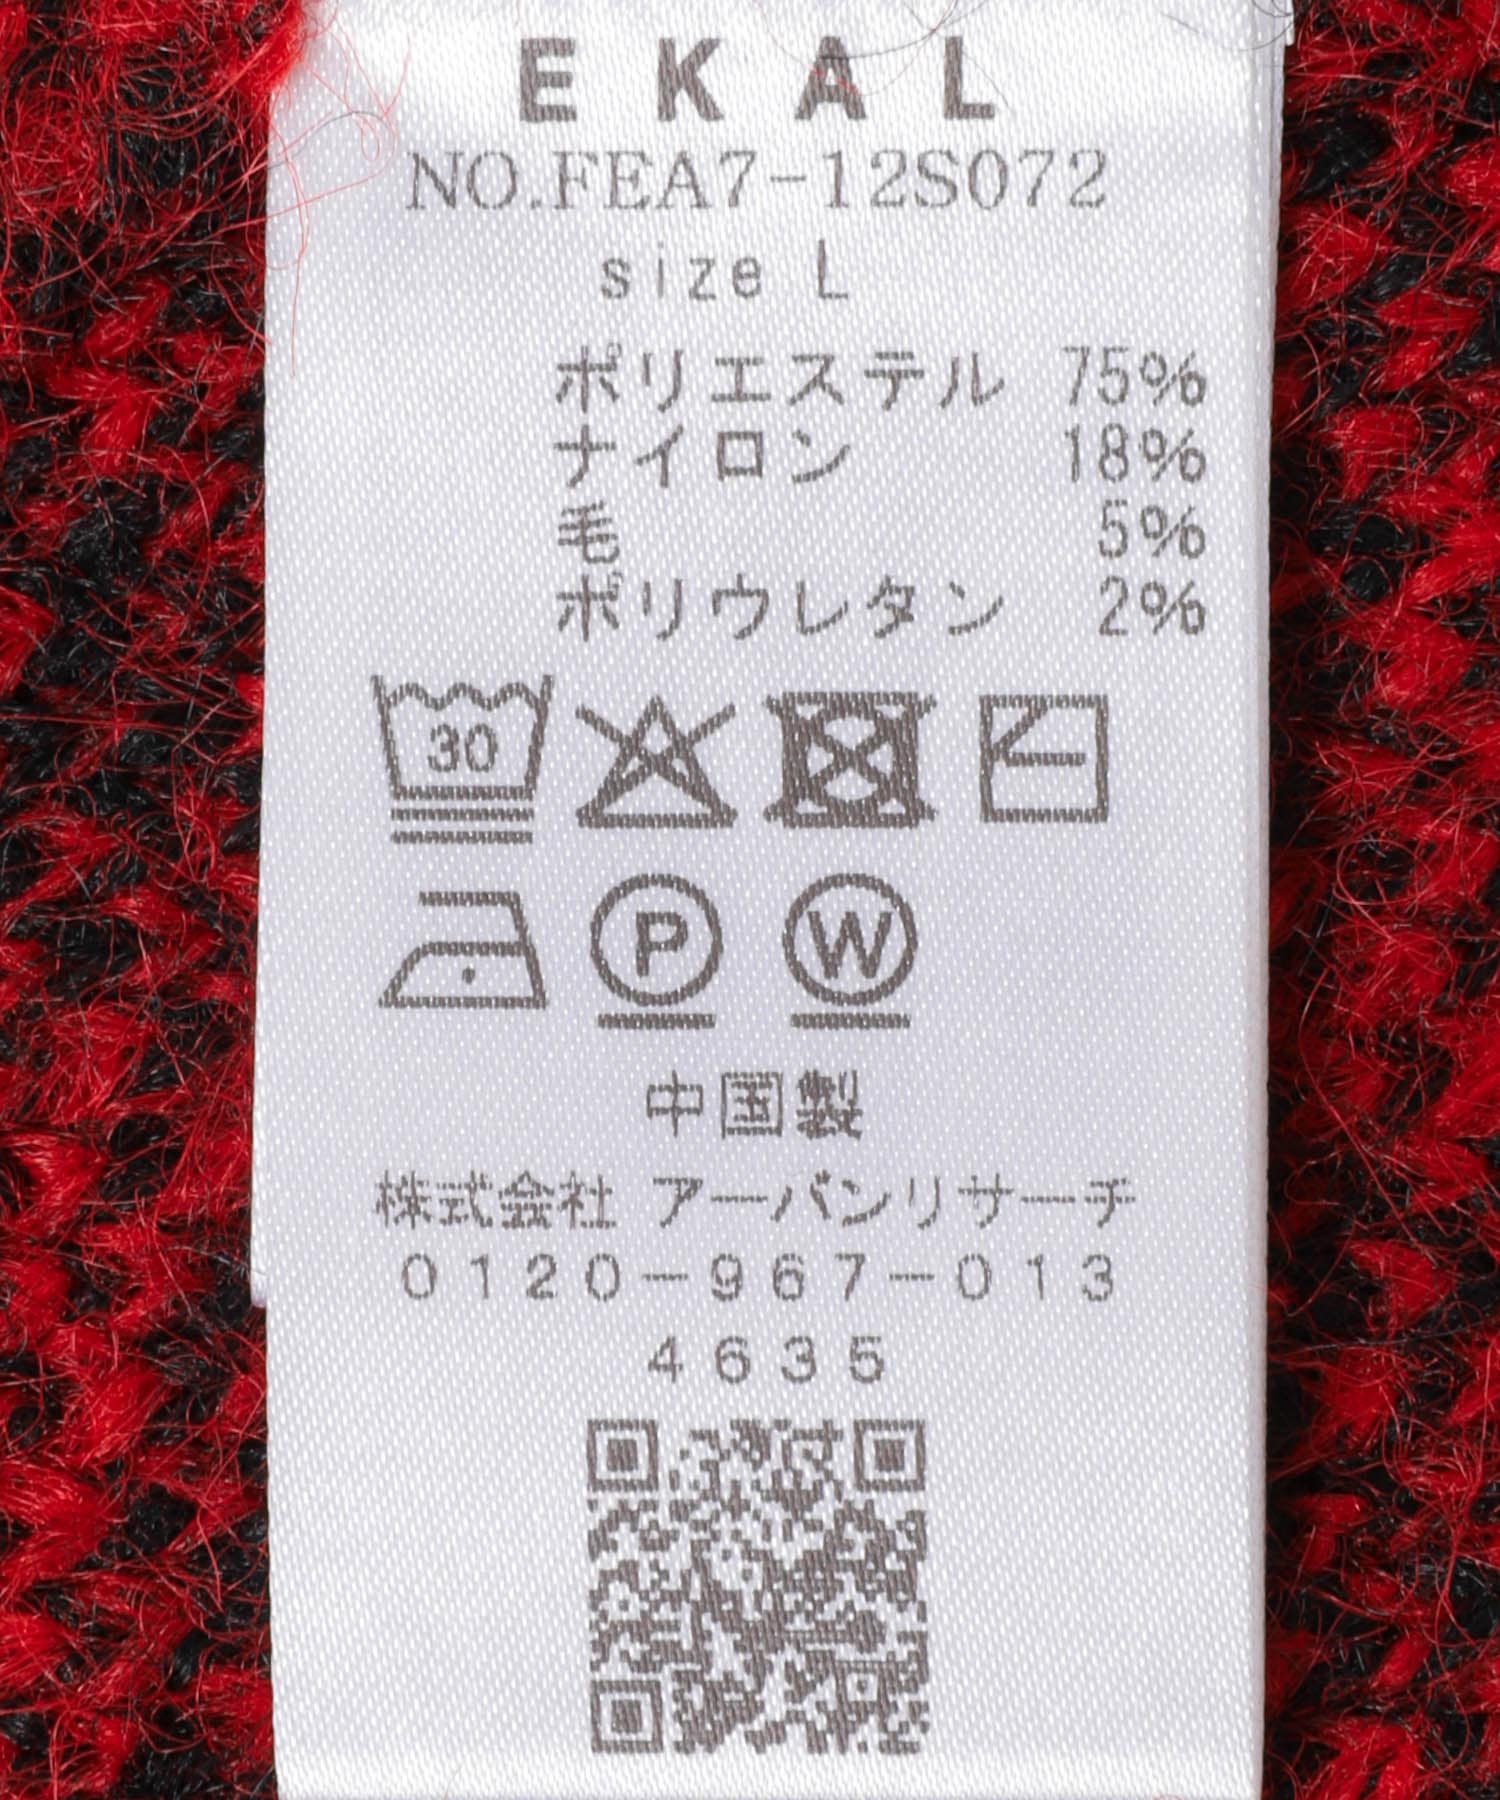 EKAL
NO.FEA7-12S072
size L
ポリエステル 75%
ナイロン 18%
毛 5%
ポリウレタン 2%
30
P W
中国製
株式会社 アーバンリサーチ
0120-967-013
4635